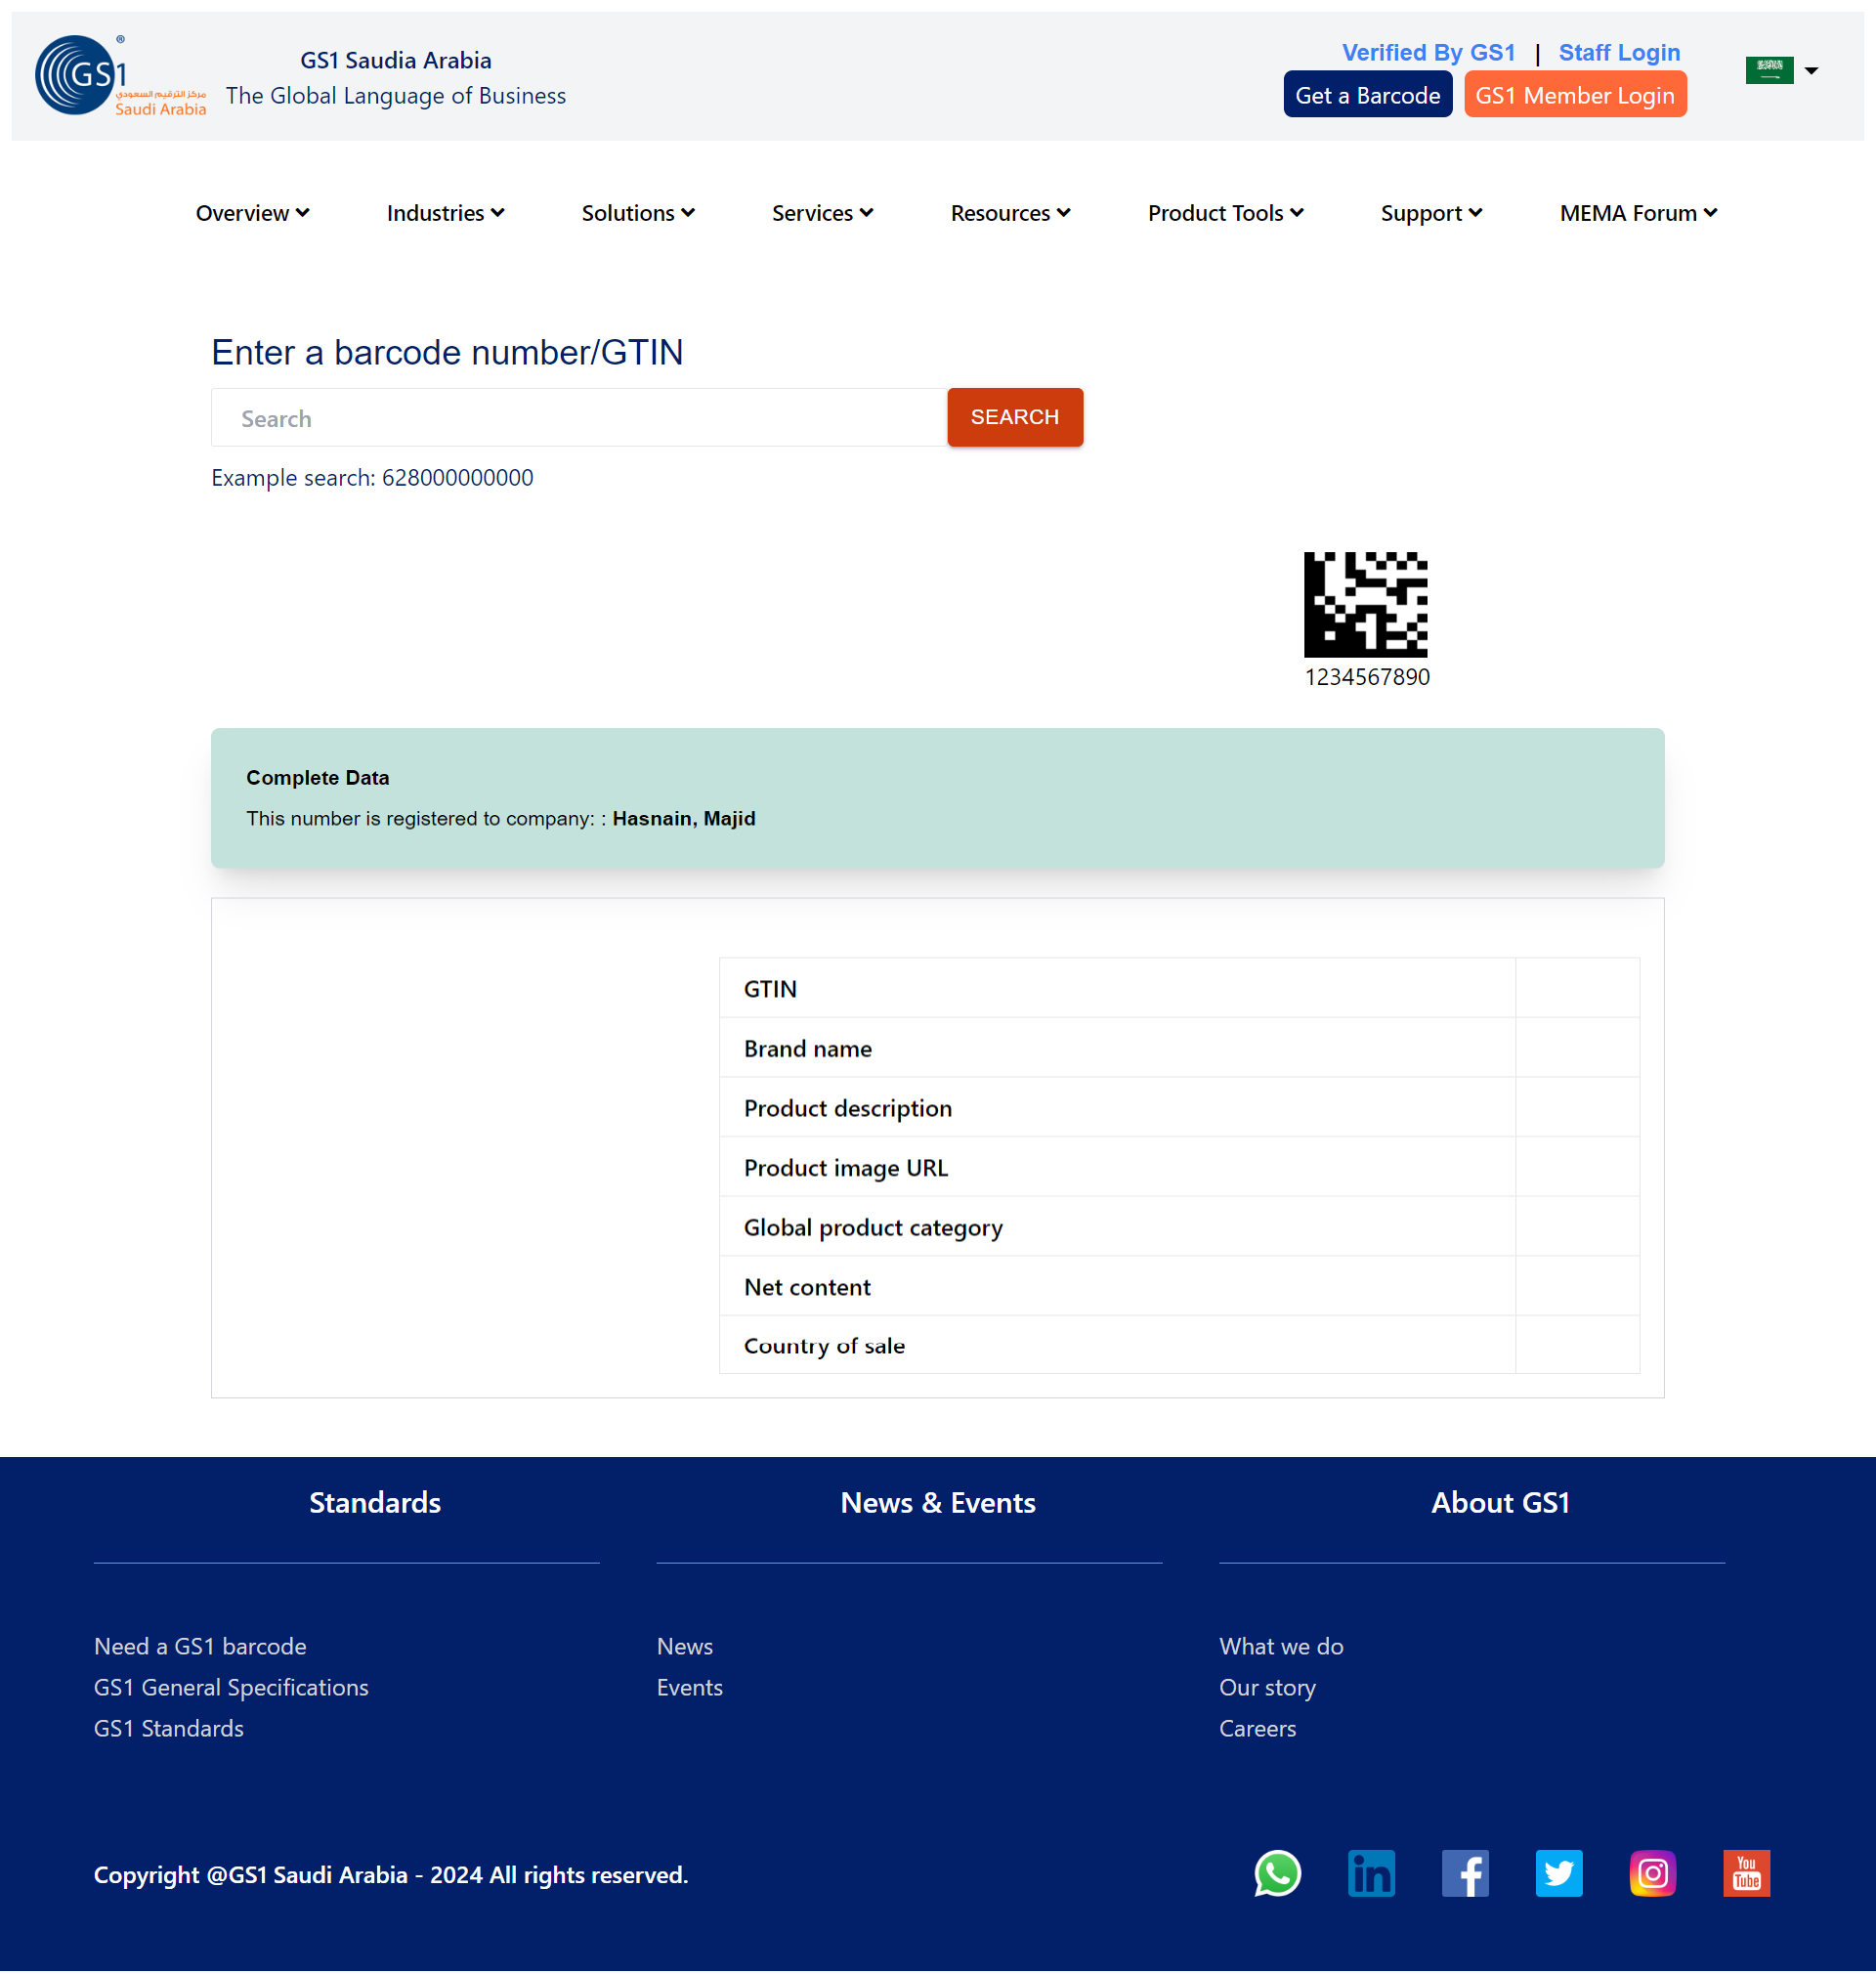 GS1 ®
مركز الترقيم السعودي
Saudi Arabia
GS1 Saudia Arabia
The Global Language of Business
Verified By GS1 | Staff Login
Get a Barcode GS1 Member Login
Overview Industries Solutions Services Resources Product Tools Support MEMA Forum
Enter a barcode number/GTIN
Search SEARCH
Example search: 628000000000
1234567890
Complete Data
This number is registered to company: : Hasnain, Majid
GTIN
Brand name
Product description
Product image URL
Global product category
Net content
Country of sale
Standards News & Events About GS1
Need a GS1 barcode News What we do
GS1 General Specifications Events Our story
GS1 Standards Careers
Copyright @GS1 Saudi Arabia - 2024 All rights reserved.
in f You Tube